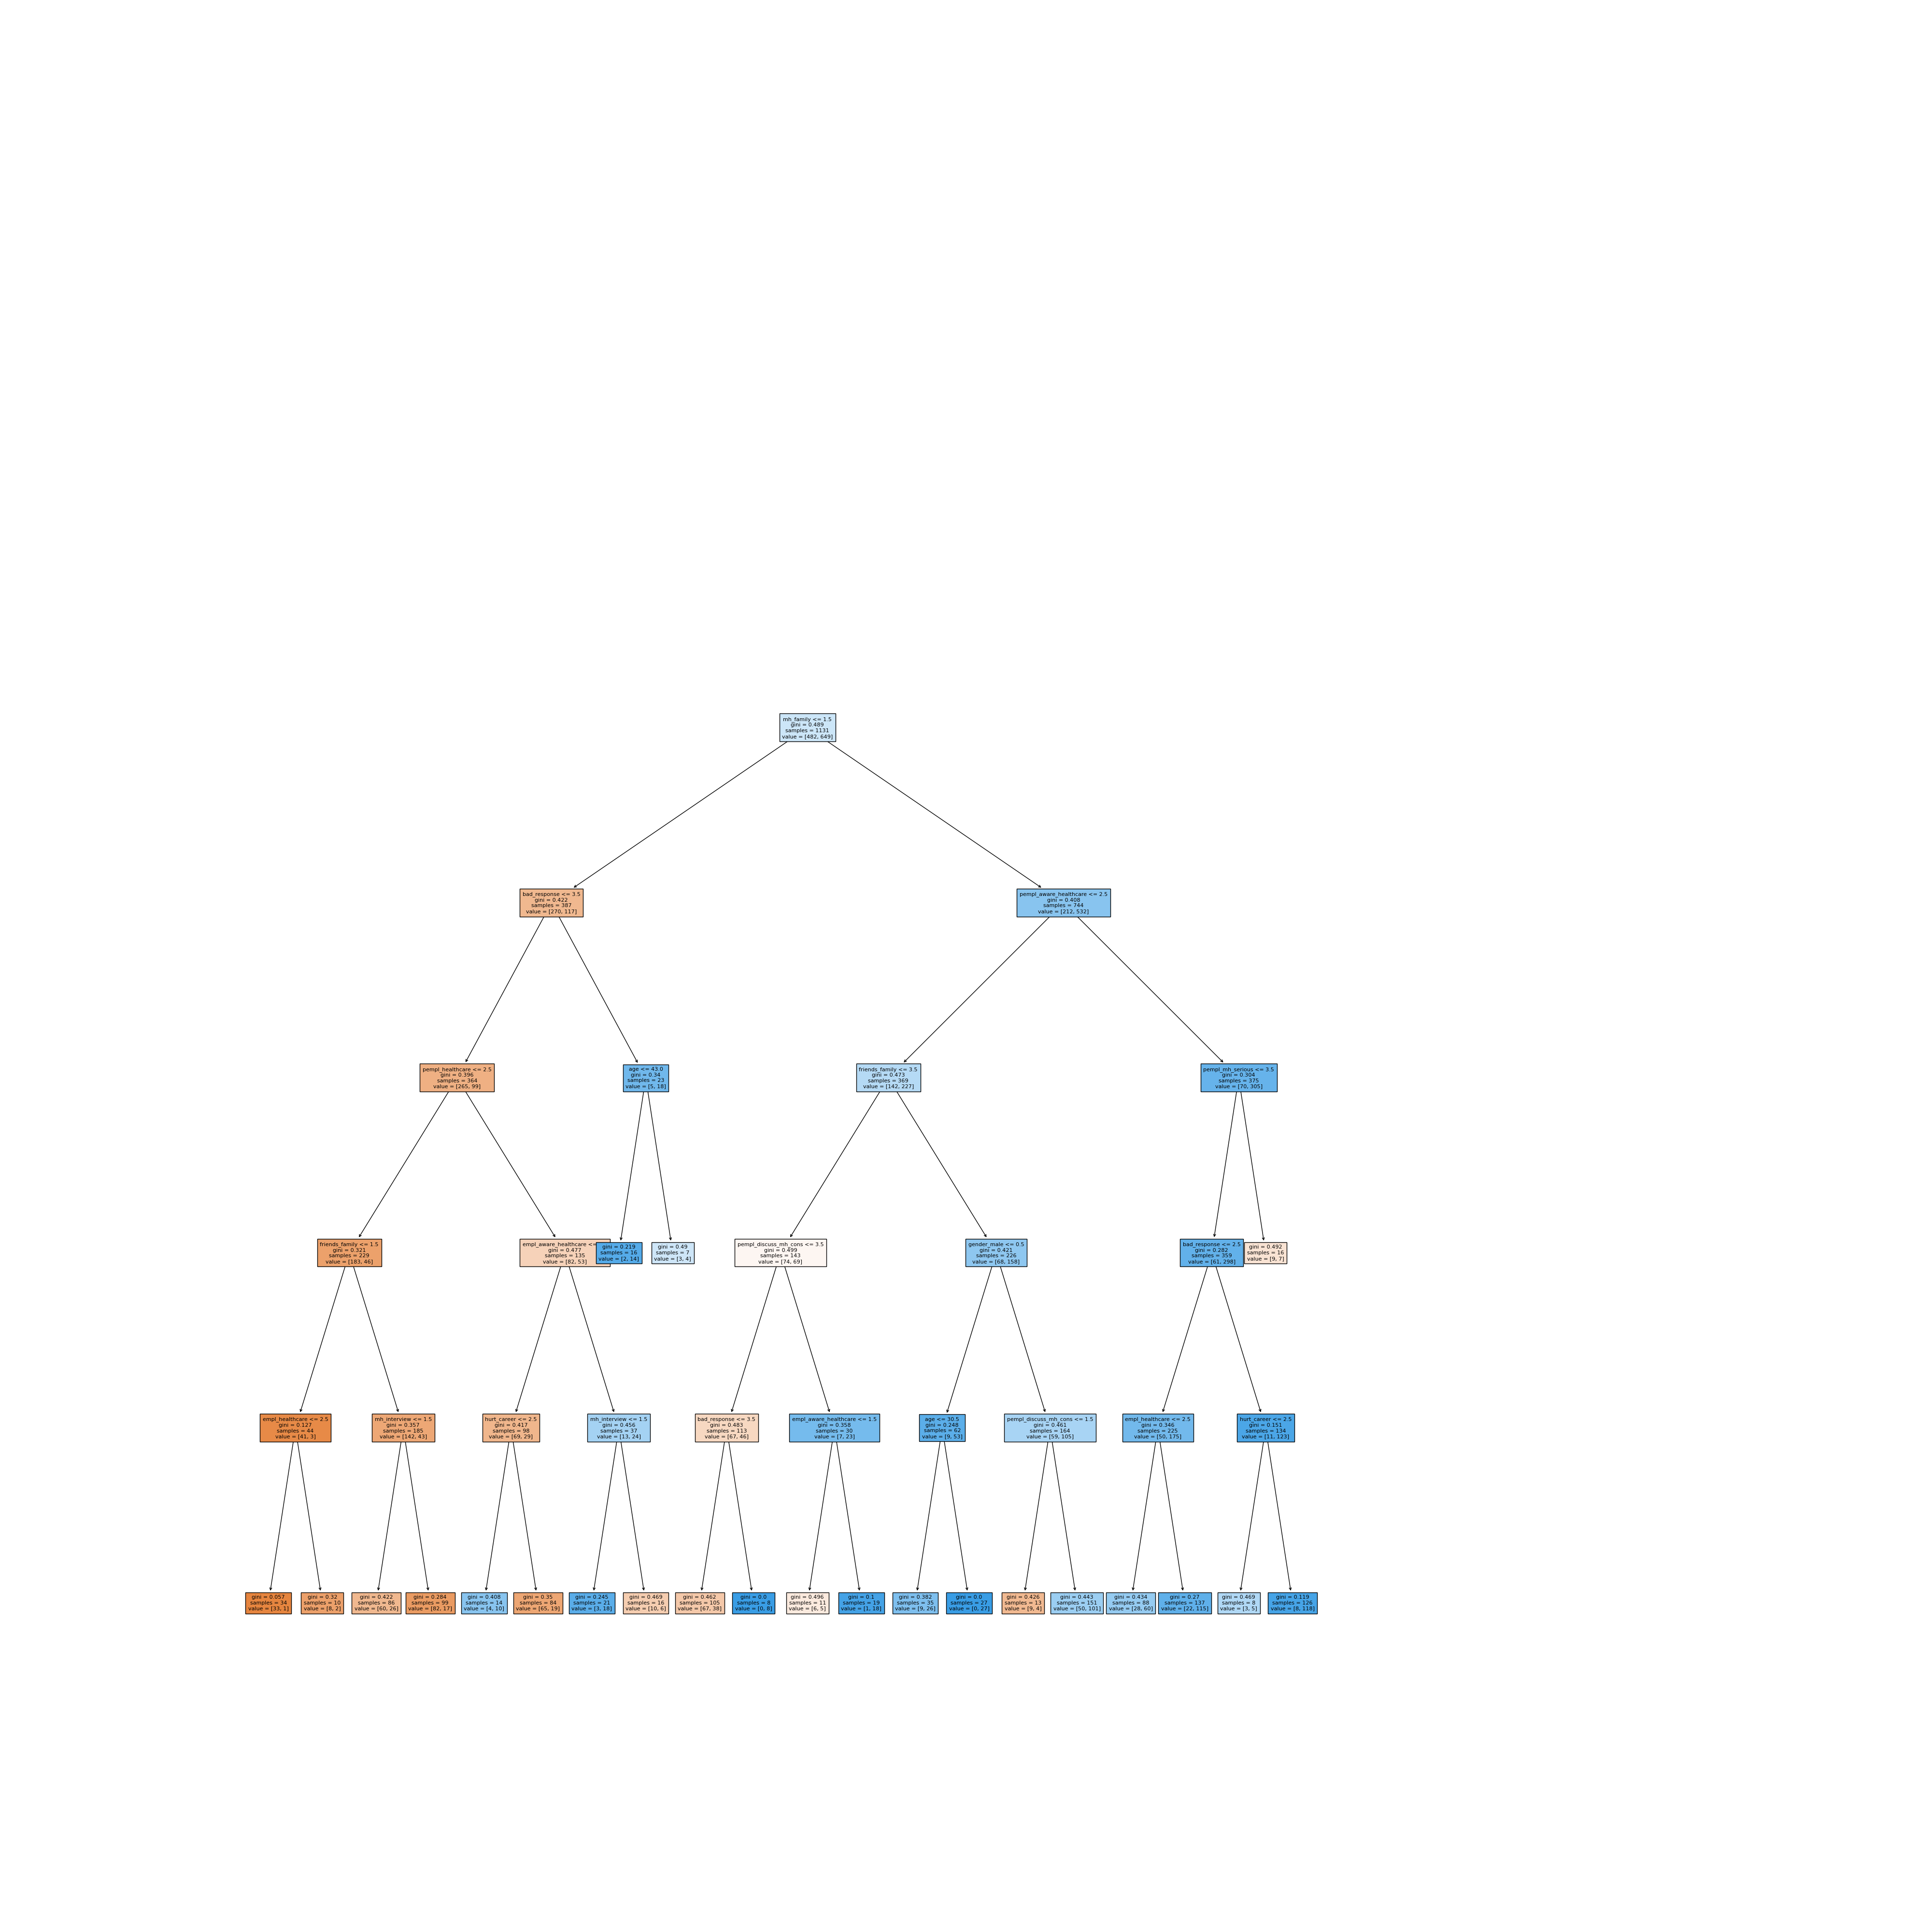 mh_family <= 1.5
gini = 0.489
samples = 1131
value = [482, 649]
bad_response <= 3.5
gini = 0.422
samples = 387
value = [270, 117]
pempl_aware_healthcare <= 2.5
gini = 0.408
samples = 744
value = [212, 532]
pempl_healthcare <= 2.5
gini = 0.396
samples = 364
value = [265, 99]
age <= 43.0
gini = 0.34
samples = 23
value = [5, 18]
friends_family <= 3.5
gini = 0.473
samples = 369
value = [142, 227]
pempl_mh_serious <= 3.5
gini = 0.304
samples = 375
value = [70, 305]
friends_family <= 1.5
gini = 0.321
samples = 229
value = [183, 46]
empl_aware_healthcare <=
gini = 0.477
samples = 135
value = [82, 53]
gini = 0.219
samples = 16
value = [2, 14]
gini = 0.49
samples = 7
value = [3, 4]
pempl_discuss_mh_cons <= 3.5
gini = 0.499
samples = 143
value = [74, 69]
gender_male <= 0.5
gini = 0.421
samples = 226
value = [68, 158]
bad_response <= 2.5
gini = 0.282
samples = 359
value = [61, 298]
gini = 0.492
samples = 16
value = [9, 7]
empl_healthcare <= 2.5
gini = 0.127
samples = 44
value = [41, 3]
mh_interview <= 1.5
gini = 0.357
samples = 185
value = [142, 43]
hurt_career <= 2.5
gini = 0.417
samples = 98
value = [69, 29]
mh_interview <= 1.5
gini = 0.456
samples = 37
value = [13, 24]
bad_response <= 3.5
gini = 0.483
samples = 113
value = [67, 46]
empl_aware_healthcare <= 1.5
gini = 0.358
samples = 30
value = [7, 23]
age <= 30.5
gini = 0.248
samples = 62
value = [9, 53]
pempl_discuss_mh_cons <= 1.5
gini = 0.461
samples = 164
value = [59, 105]
empl_healthcare <= 2.5
gini = 0.346
samples = 225
value = [50, 175]
hurt_career <= 2.5
gini = 0.151
samples = 134
value = [11, 123]
gini = 0.057
samples = 34
value = [33, 1]
gini = 0.32
samples = 10
value = [8, 2]
gini = 0.422
samples = 86
value = [60, 26]
gini = 0.284
samples = 99
value = [82, 17]
gini = 0.408
samples = 14
value = [4, 10]
gini = 0.35
samples = 84
value = [65, 19]
gini = 0.245
samples = 21
value = [3, 18]
gini = 0.469
samples = 16
value = [10, 6]
gini = 0.462
samples = 105
value = [67, 38]
gini = 0.0
samples = 8
value = [0, 8]
gini = 0.496
samples = 11
value = [6, 5]
gini = 0.1
samples = 19
value = [1, 18]
gini = 0.382
samples = 35
value = [9, 26]
gini = 0.0
samples = 27
value = [0, 27]
gini = 0.426
samples = 13
value = [9, 4]
gini = 0.443
samples = 151
value = [50, 101]
gini = 0.434
samples = 88
value = [28, 60]
gini = 0.27
samples = 137
value = [22, 115]
gini = 0.469
samples = 8
value = [3, 5]
gini = 0.119
samples = 126
value = [8, 118]